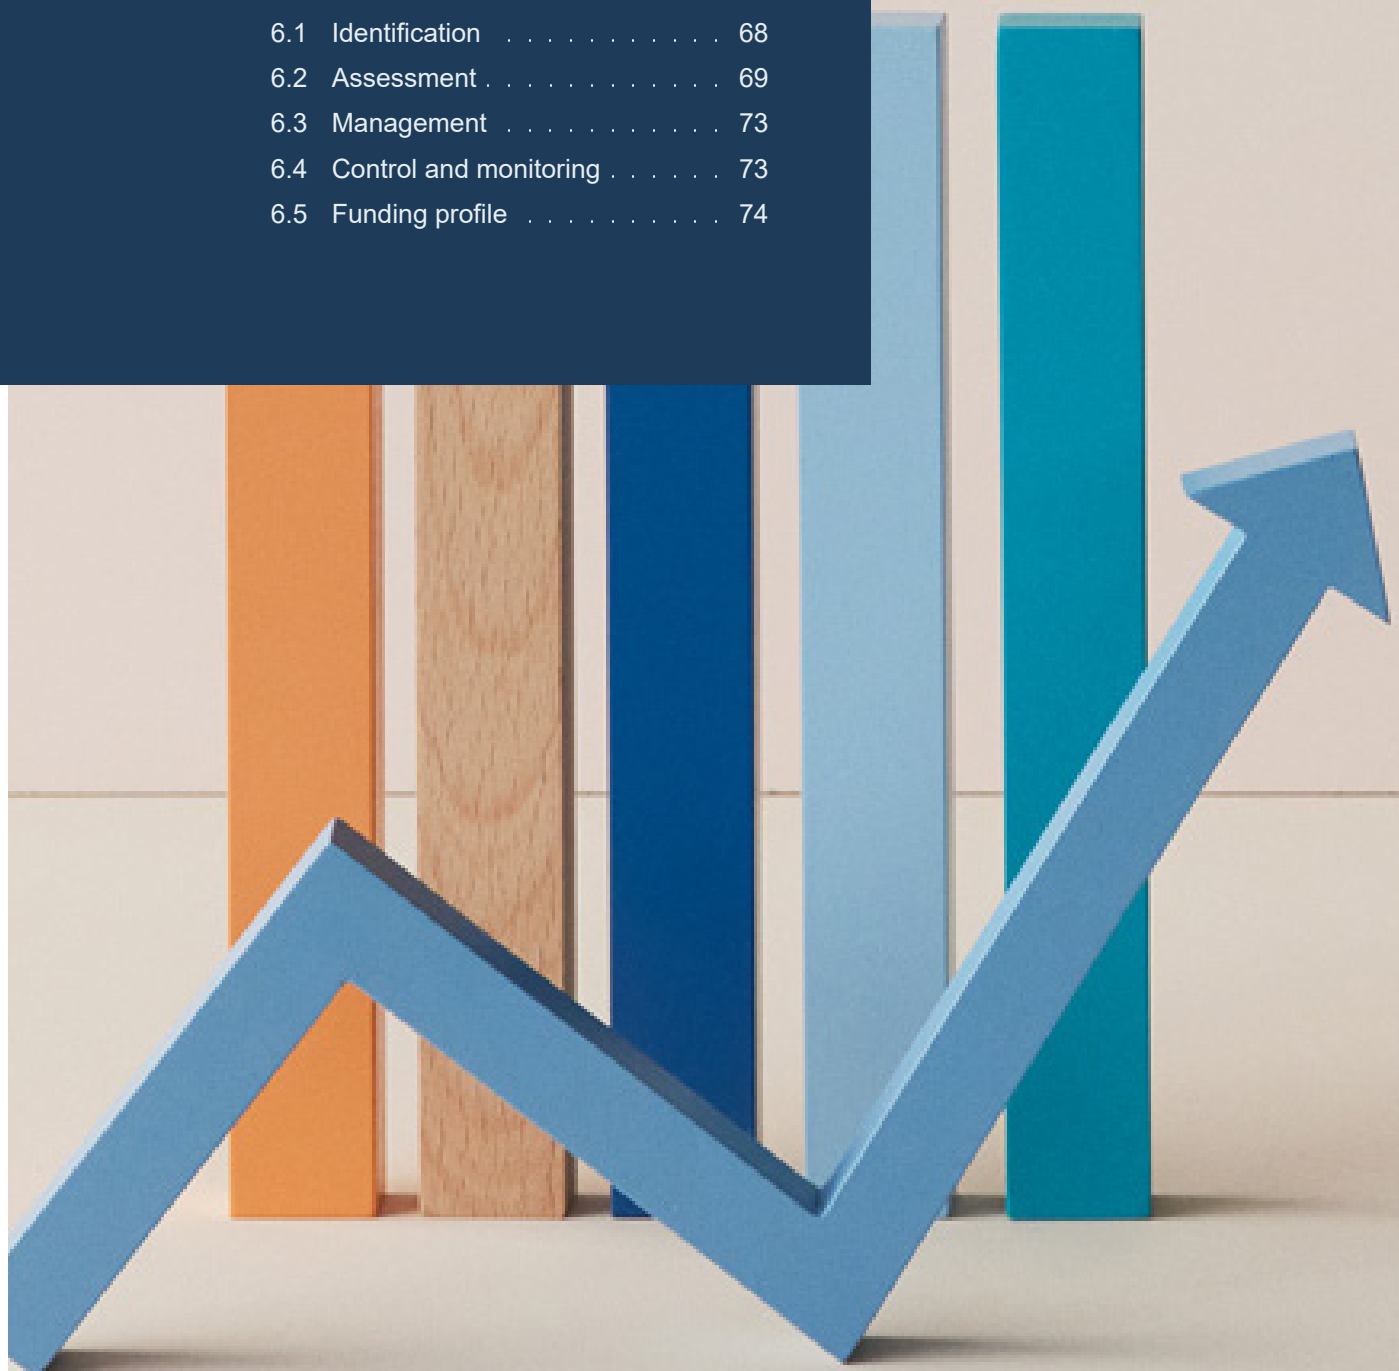 6.1 Identification . . . . . . . . . . . 68
6.2 Assessment . . . . . . . . . . . . 69
6.3 Management . . . . . . . . . . . 73
6.4 Control and monitoring . . . . . . 73
6.5 Funding profile . . . . . . . . . . 74